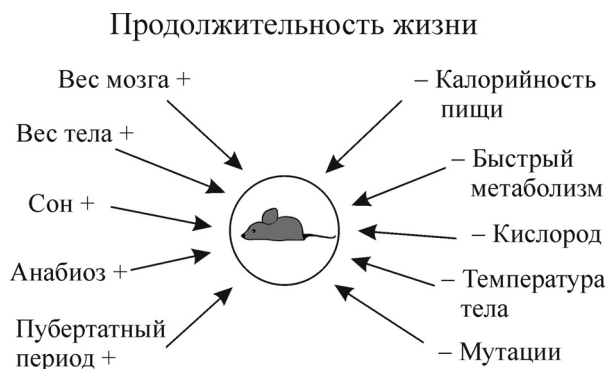 Продолжительность жизни
Вес мозга +
Вес тела +
Сон +
Анабиоз +
Пубертатный
период +
– Калорийность
пищи
– Быстрый
метаболизм
– Кислород
– Температура
тела
– Мутации